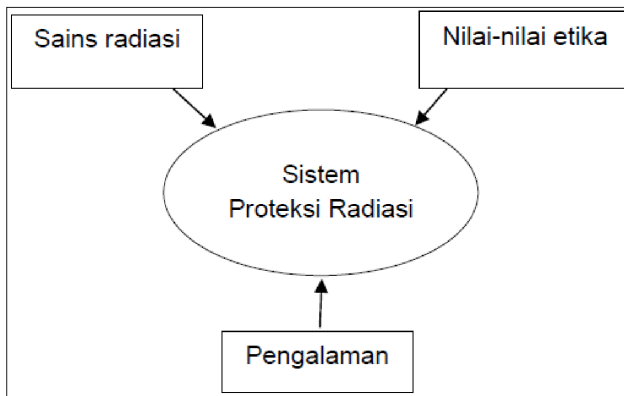 Sains radiasi
Nilai-nilai etika
Sistem
Proteksi Radiasi
Pengalaman